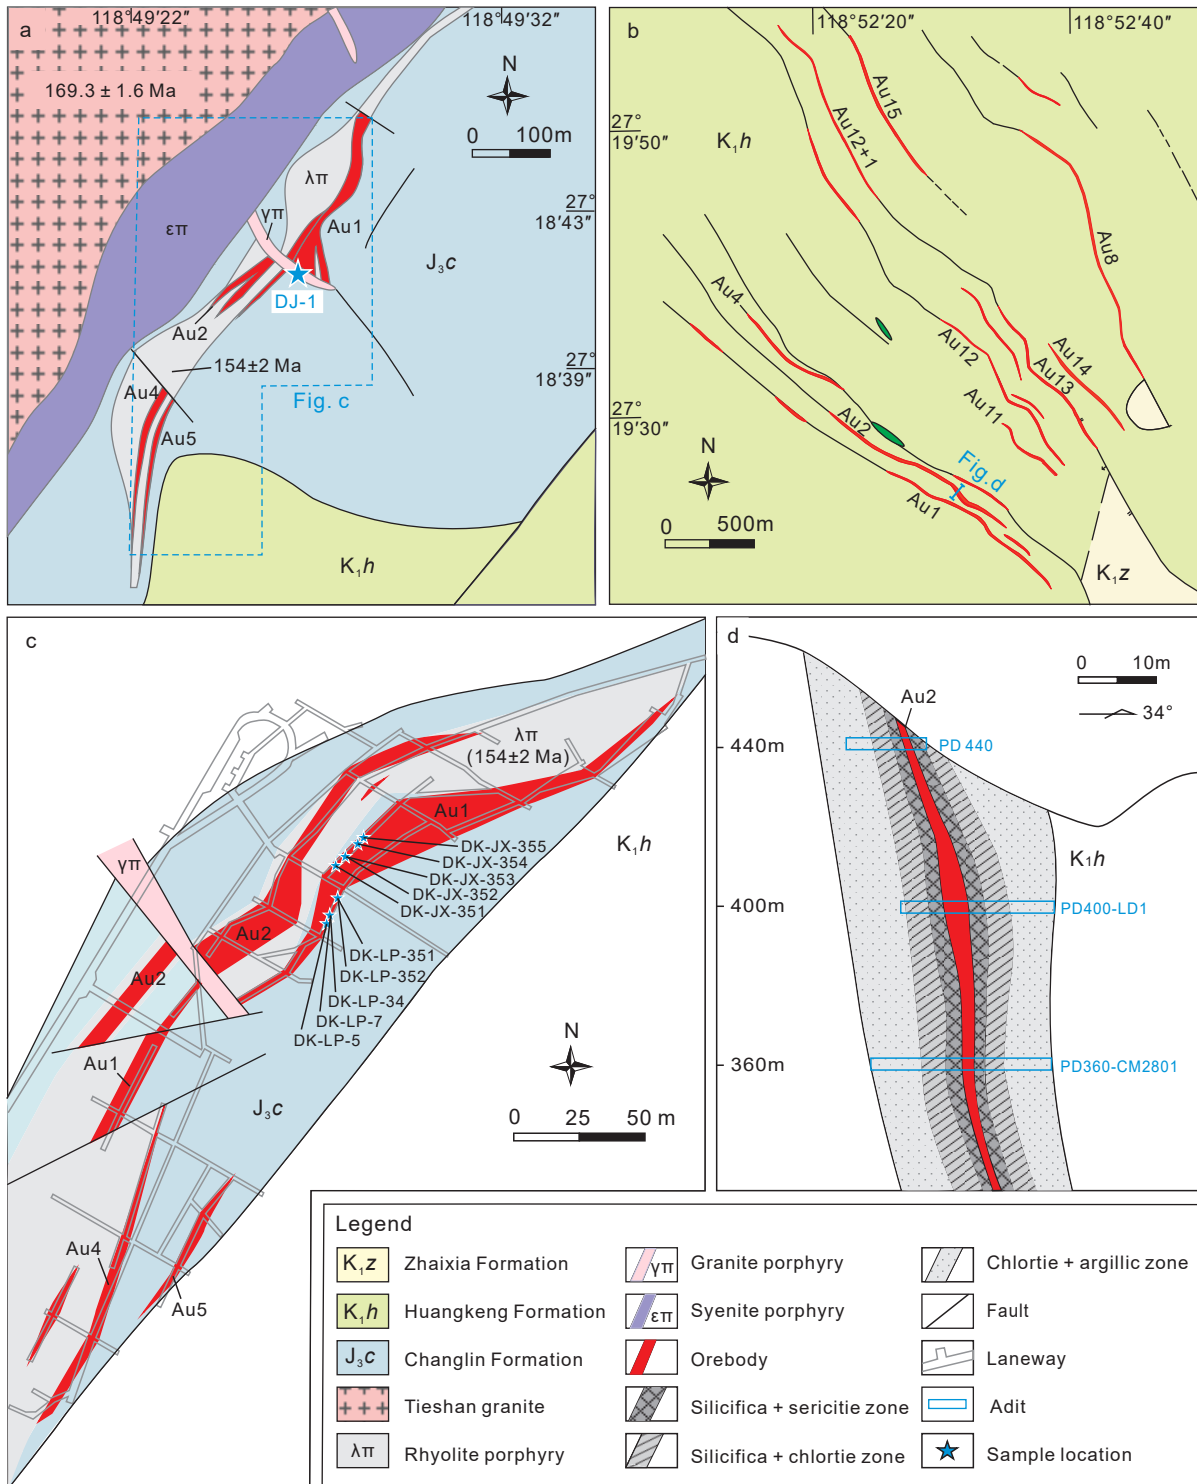 a
118°49′22″
118°49′32″
169.3 ± 1.6 Ma
N
0 100m
λπ
γπ
Au1
27°
18′43″
επ
J₃c
DJ-1
Au2
154±2 Ma
27°
18′39″
Au4
Fig. c
Au5
K₁h
b
118°52′20″
118°52′40″
Au15
27°
19′50″
K₁h
Au12+1
Au8
Au4
Au12
Au14
Au13
27°
19′30″
Au11
Au2
N
Fig.d
Au1
0 500m
K₁z
c
λπ
(154±2 Ma)
Au1
K₁h
DK-JX-355
DK-JX-354
DK-JX-353
DK-JX-352
DK-JX-351
γπ
Au2
DK-LP-351
DK-LP-352
DK-LP-34
DK-LP-7
DK-LP-5
Au2
N
Au1
J₃c
0 25 50 m
Au4
Au5
d
0 10m
Au2
34°
440m
PD 440
K₁h
400m
PD400-LD1
360m
PD360-CM2801
Legend
K₁z Zhaixia Formation
γπ Granite porphyry
Chlortie + argillic zone
K₁h Huangkeng Formation
επ Syenite porphyry
Fault
J₃c Changlin Formation
Orebody
Laneway
Tieshan granite
Silicifica + sericitie zone
Adit
λπ Rhyolite porphyry
Silicifica + chlortie zone
Sample location